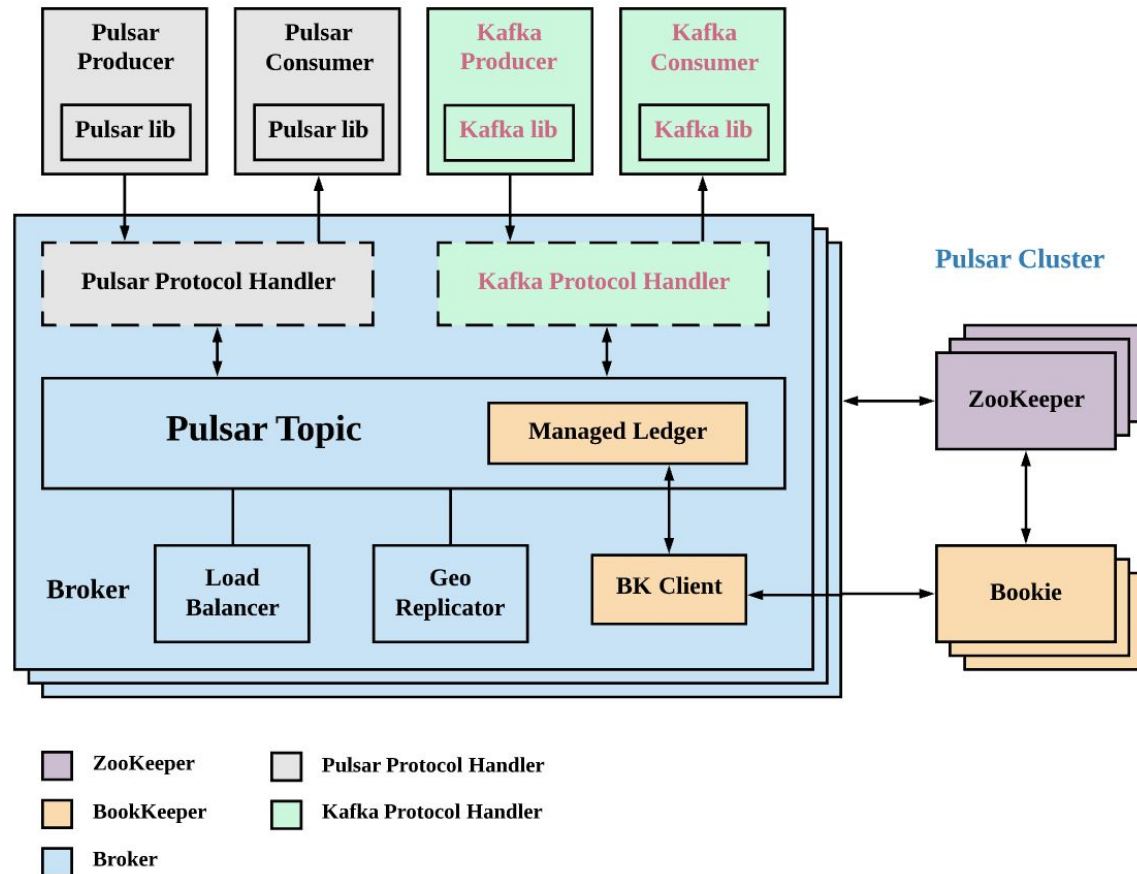 Pulsar
Producer
Pulsar lib
Pulsar
Consumer
Pulsar lib
Kafka
Producer
Kafka lib
Kafka
Consumer
Kafka lib
Pulsar Protocol Handler
Kafka Protocol Handler
Pulsar Cluster
Pulsar Topic
Managed Ledger
ZooKeeper
Broker
Load
Balancer
Geo
Replicator
BK Client
Bookie
ZooKeeper
Pulsar Protocol Handler
BookKeeper
Kafka Protocol Handler
Broker